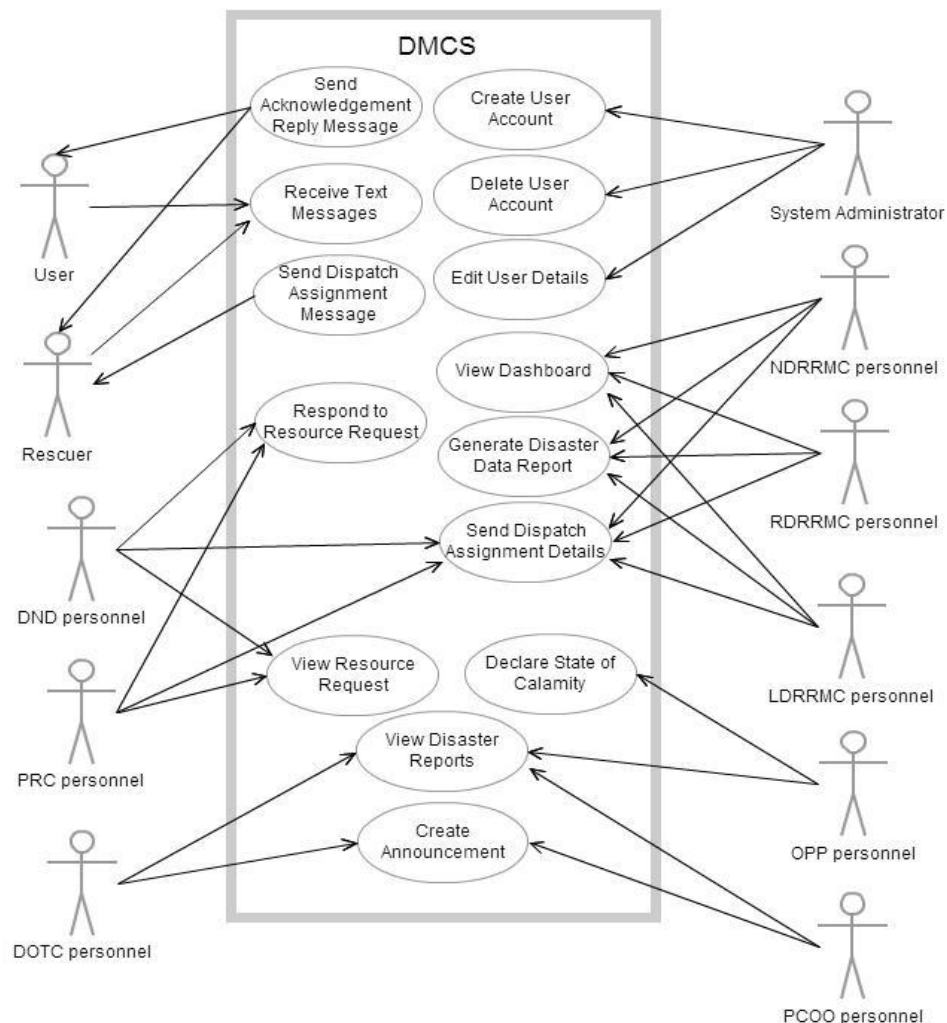 DMCS
Send
Acknowledgement
Reply Message
Create User
Account
Receive Text
Messages
Delete User
Account
System Administrator
User
Send Dispatch
Assignment
Message
Edit User Details
View Dashboard
NDRRMC personnel
Rescuer
Respond to
Resource Request
Generate Disaster
Data Report
RDRRMC personnel
Send Dispatch
Assignment Details
DND personnel
View Resource
Request
Declare State of
Calamity
LDRRMC personnel
PRC personnel
View Disaster
Reports
Create
Announcement
OPP personnel
DOTC personnel
PCOO personnel